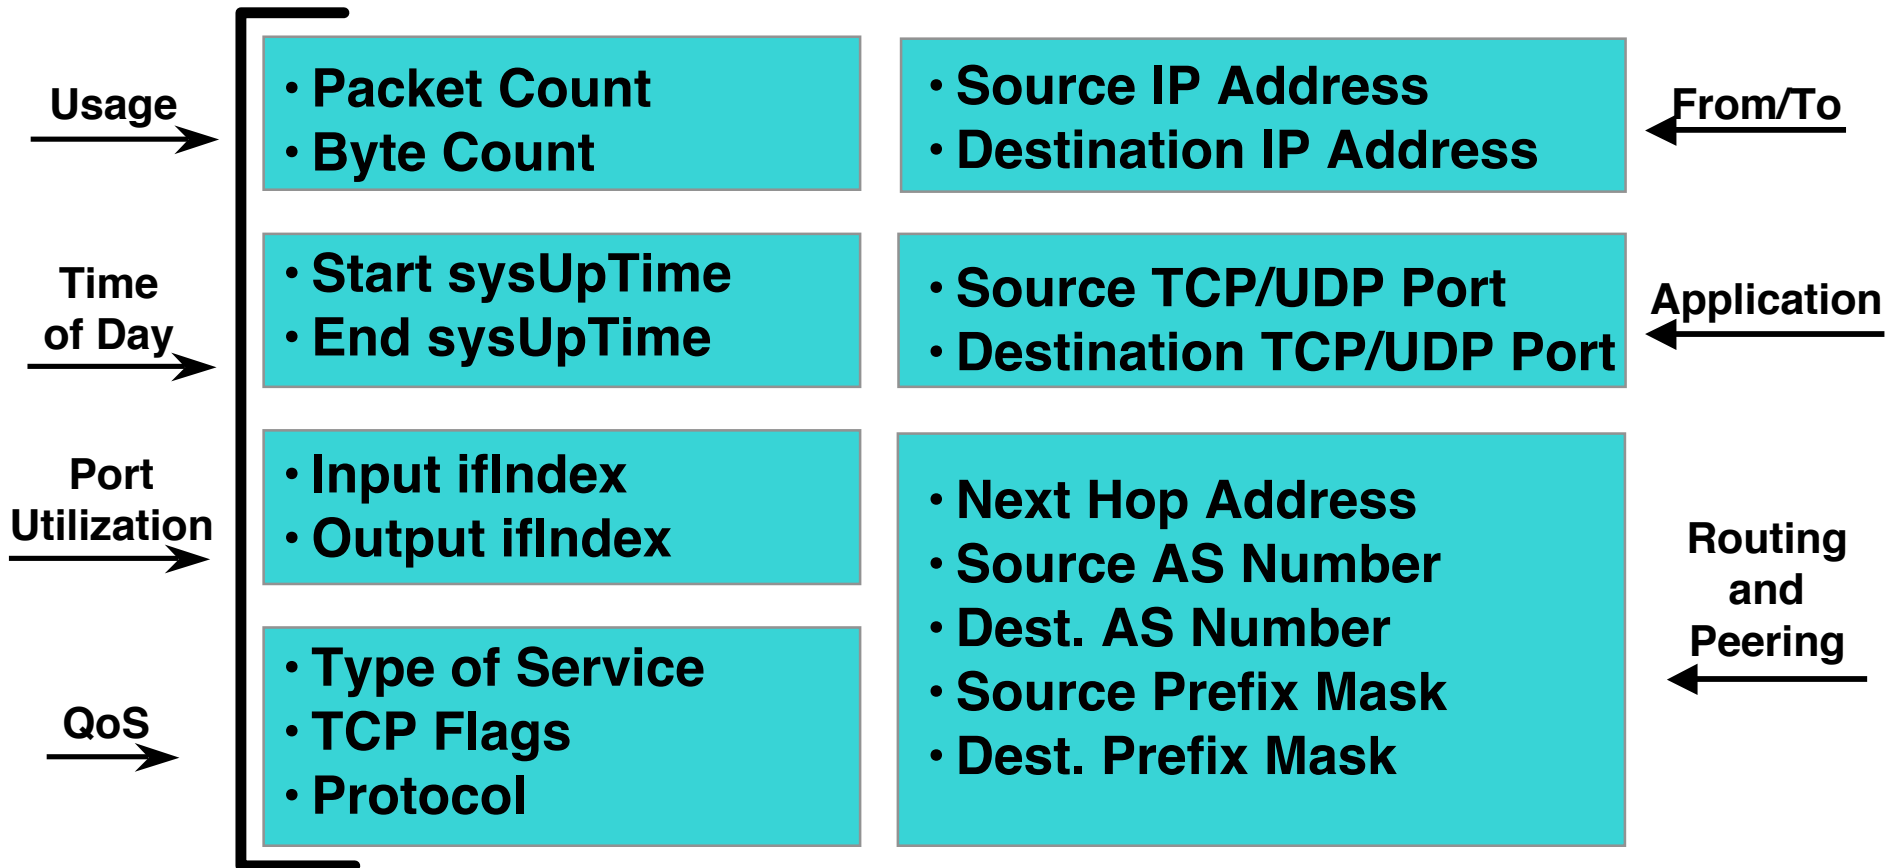 Usage
• Packet Count
• Byte Count
• Source IP Address
• Destination IP Address
From/To
Time
of Day
• Start sysUpTime
• End sysUpTime
• Source TCP/UDP Port
• Destination TCP/UDP Port
Application
Port
Utilization
• Input ifIndex
• Output ifIndex
• Next Hop Address
• Source AS Number
• Dest. AS Number
• Source Prefix Mask
• Dest. Prefix Mask
Routing
and
Peering
QoS
• Type of Service
• TCP Flags
• Protocol